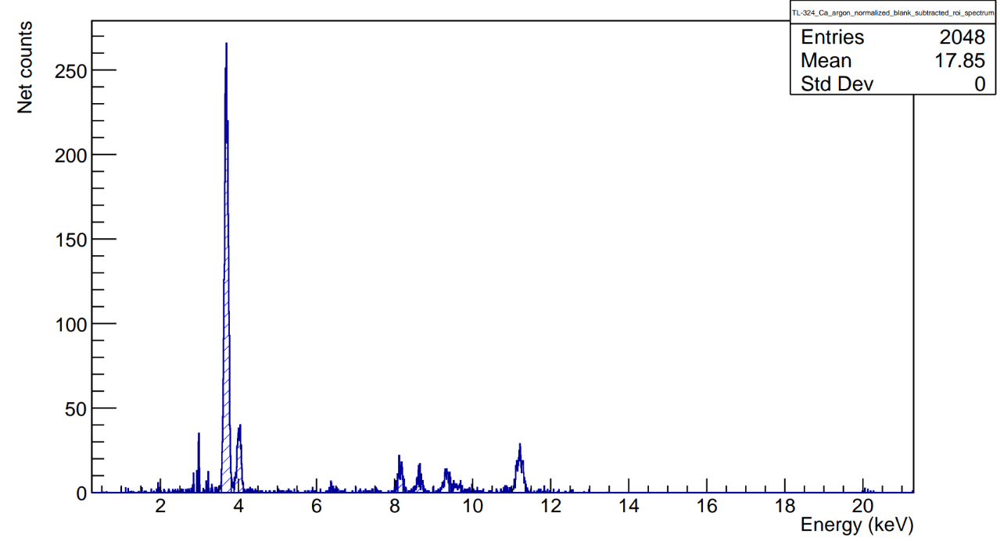 TL-324_Ca_argon_normalized_blank_subtracted_roi_spectrum
Entries 2048
Mean 17.85
Std Dev 0
Net counts
250
200
150
100
50
0
2 4 6 8 10 12 14 16 18 20
Energy (keV)